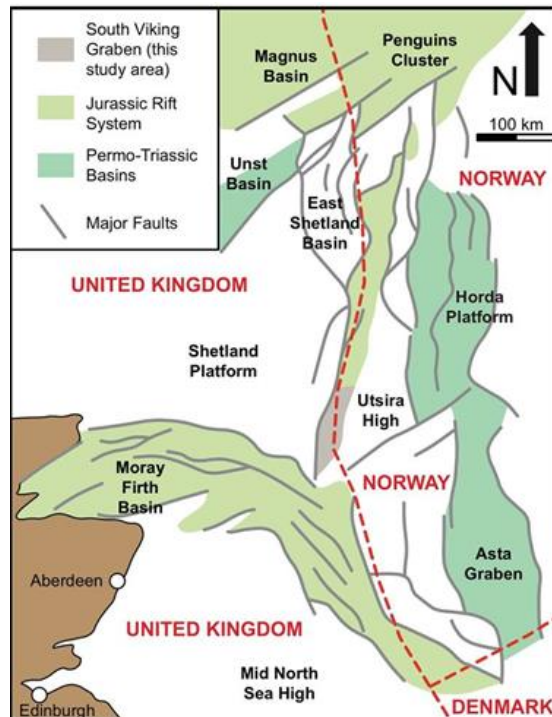 South Viking
Graben (this
study area)
Jurassic Rift
System
Permo-Triassic
Basins
Major Faults
Magnus
Basin
Penguins
Cluster
N
100 km
Unst
Basin
East
Shetland
Basin
NORWAY
UNITED KINGDOM
Horda
Platform
Shetland
Platform
Utsira
High
Moray
Firth
Basin
NORWAY
Asta
Graben
Aberdeen
UNITED KINGDOM
Mid North
Sea High
Edinburgh
DENMARK